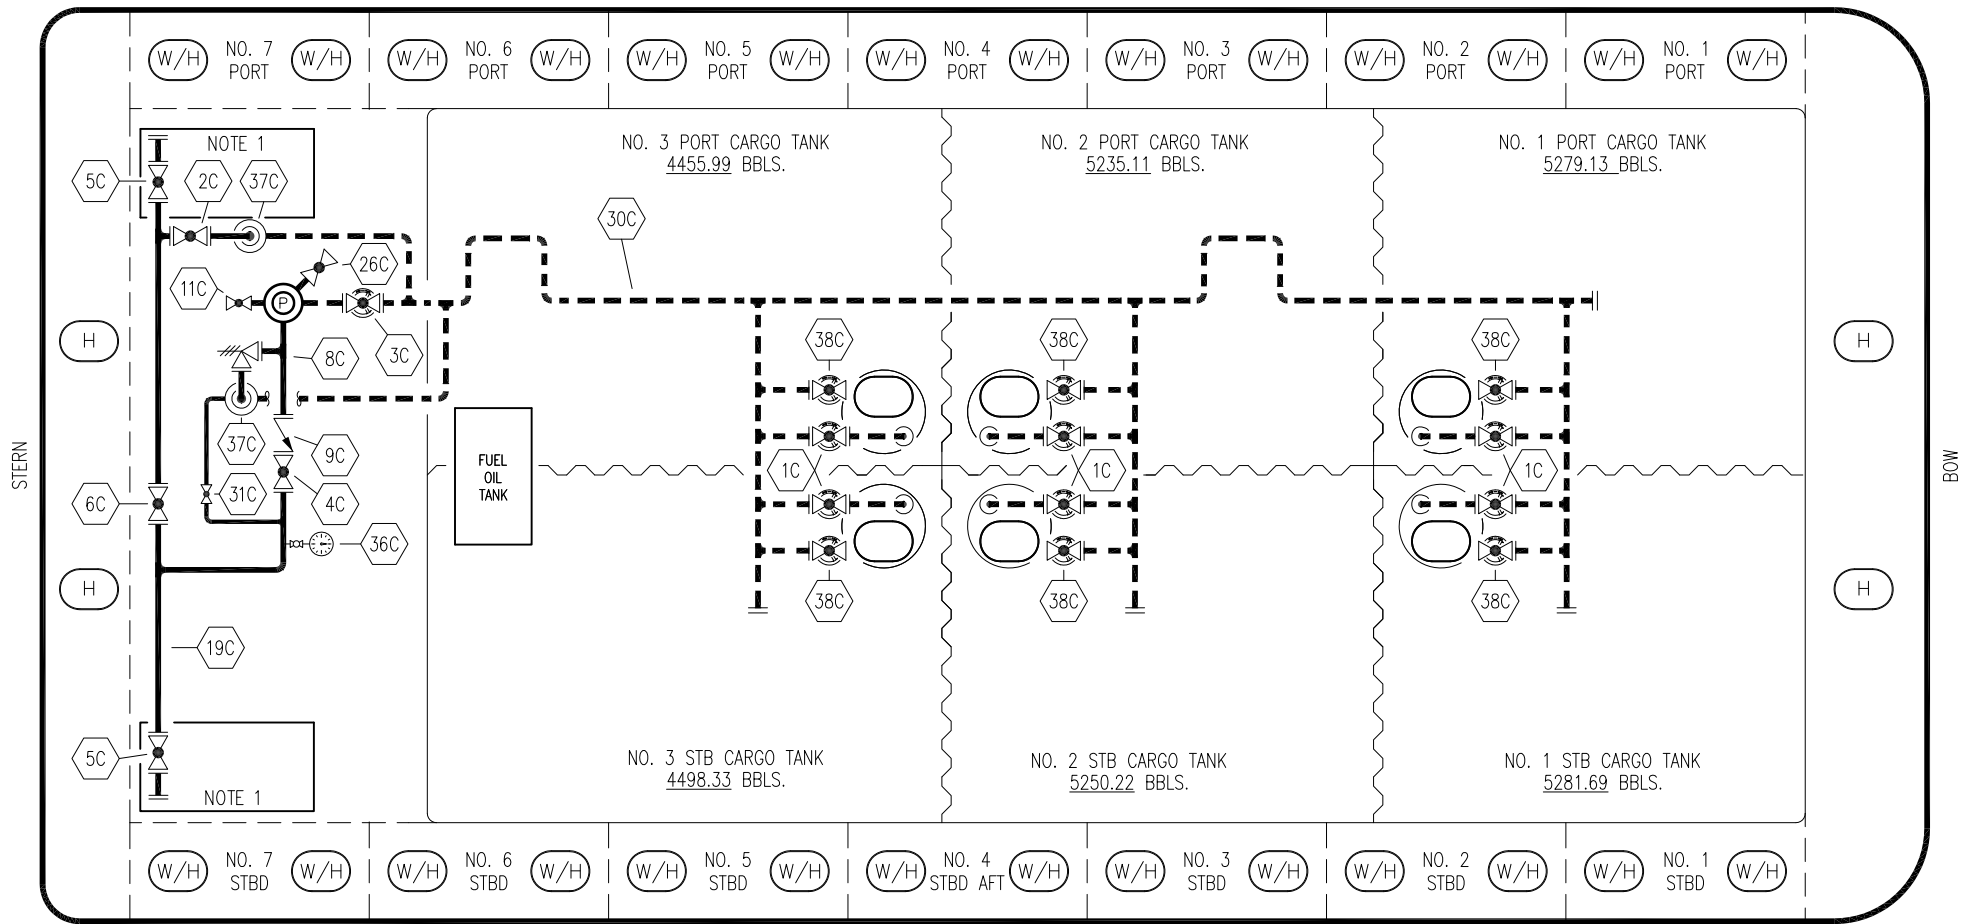 W/H NO. 7 W/H W/H NO. 6 W/H W/H NO. 5 W/H W/H NO. 4 W/H W/H NO. 3 W/H W/H NO. 2 W/H W/H NO. 1 W/H
PORT PORT PORT PORT PORT PORT PORT
NOTE 1
NO. 3 PORT CARGO TANK
4455.99 BBLS.
NO. 2 PORT CARGO TANK
5235.11 BBLS.
NO. 1 PORT CARGO TANK
5279.13 BBLS.
5C
2C
37C
30C
26C
11C
P
H
8C
3C
38C
38C
38C
H
37C
9C
FUEL
OIL
TANK
1C
1C
1C
STERN
BOW
6C
31C
4C
36C
H
38C
38C
38C
H
19C
5C
NO. 3 STB CARGO TANK
4498.33 BBLS.
NO. 2 STB CARGO TANK
5250.22 BBLS.
NO. 1 STB CARGO TANK
5281.69 BBLS.
NOTE 1
W/H NO. 7 W/H W/H NO. 6 W/H W/H NO. 5 W/H W/H NO. 4 W/H W/H NO. 3 W/H W/H NO. 2 W/H W/H NO. 1 W/H
STBD STBD STBD STBD AFT STBD STBD STBD